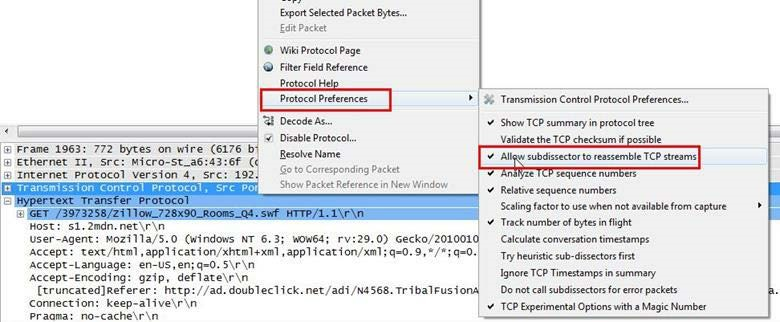 Copy
Export Selected Packet Bytes...
Edit Packet
Wiki Protocol Page
Filter Field Reference
Protocol Help
Protocol Preferences
Decode As...
Disable Protocol...
Resolve Name
Go to Corresponding Packet
Show Packet Reference in New Window
Transmission Control Protocol Preferences...
Show TCP summary in protocol tree
Validate the TCP checksum if possible
Allow subdissector to reassemble TCP streams
Analyze TCP sequence numbers
Relative sequence numbers
Scaling factor to use when not available from capture
Track number of bytes in flight
Calculate conversation timestamps
Try heuristic sub-dissectors first
Ignore TCP Timestamps in summary
Do not call subdissectors for error packets
TCP Experimental Options with a Magic Number
Frame 1963: 772 bytes on wire (6176 bi
Ethernet II, Src: Micro-St_a6:43:6f (d
Internet Protocol Version 4, Src: 192.
Transmission Control Protocol, Src Por
Hypertext Transfer Protocol
GET /3973258/Zillow_728x90_Rooms_Q4.swf HTTP/1.1\r\n
Host: s1.2mdn.net\r\n
User-Agent: Mozilla/5.0 (Windows NT 6.3; WOW64; rv:29.0) Gecko/2010010
Accept: text/html,application/xhtml+xml,application/xml;q=0.9,*/*;q=0.
Accept-Language: en-US,en;q=0.5\r\n
Accept-Encoding: gzip, deflate\r\n
[truncated]Referer: http://ad.doubleclick.net/adi/N4568.TribalFusionA
Connection: keep-alive\r\n
Pragma: no-cache\r\n